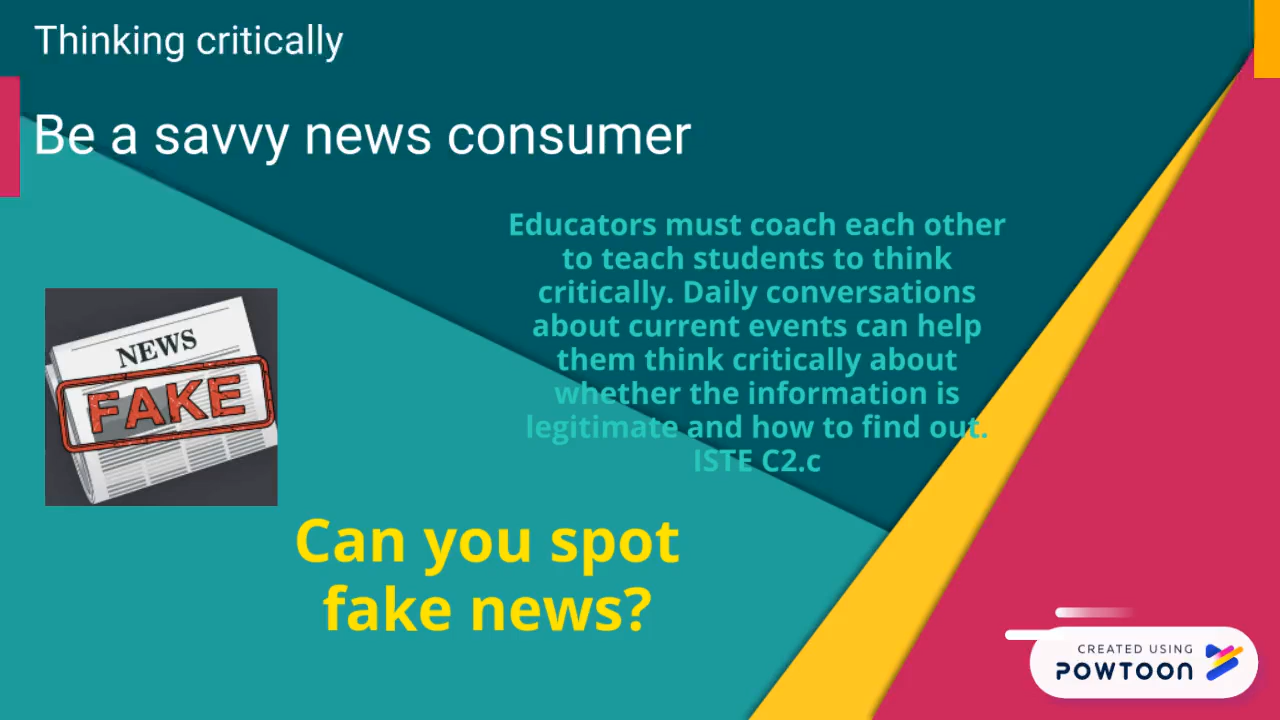 Thinking critically
Be a savvy news consumer
Educators must coach each other
to teach students to think
critically. Daily conversations
about current events can help
them think critically about
whether the information is
legitimate and how to find out.
ISTE C2.c
NEWS
FAKE
Can you spot
fake news?
CREATED USING
POWTOON